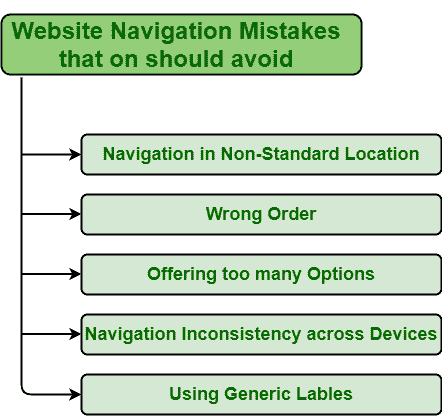 Website Navigation Mistakes
that on should avoid
Navigation in Non-Standard Location
Wrong Order
Offering too many Options
Navigation Inconsistency across Devices
Using Generic Lables